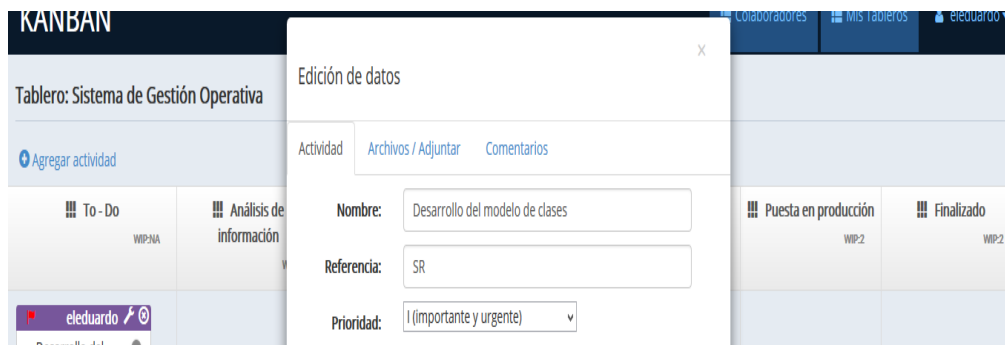 KANBAN
Colaboradores
Mis Tableros
eleduardo
x
Edición de datos
Tablero: Sistema de Gestión Operativa
Actividad
Archivos / Adjuntar
Comentarios
Agregar actividad
To - Do
WIP:NA
Análisis de
información
Nombre:
Desarrollo del modelo de clases
Referencia:
SR
Prioridad:
I (importante y urgente)
Puesta en producción
WIP:2
Finalizado
WIP:2
eleduardo
Desarrollo del